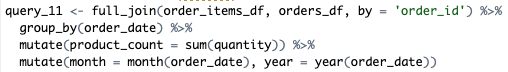 query_11 <- full_join(order_items_df, orders_df, by = 'order_id') %>%
group_by(order_date) %>%
mutate(product_count = sum(quantity)) %>%
mutate(month = month(order_date), year = year(order_date))